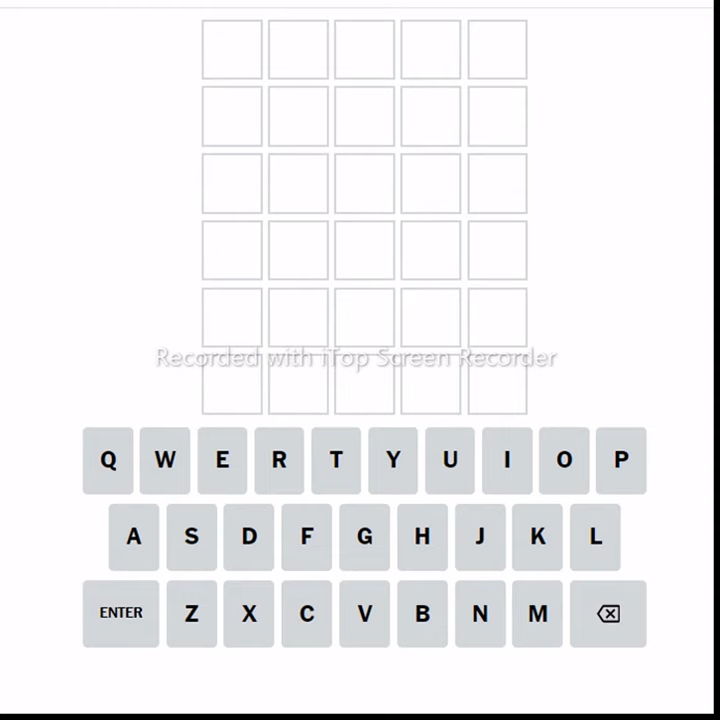 Recorded with iTop Screen Recorder
Q W E R T Y U I O P
A S D F G H J K L
ENTER Z X C V B N M